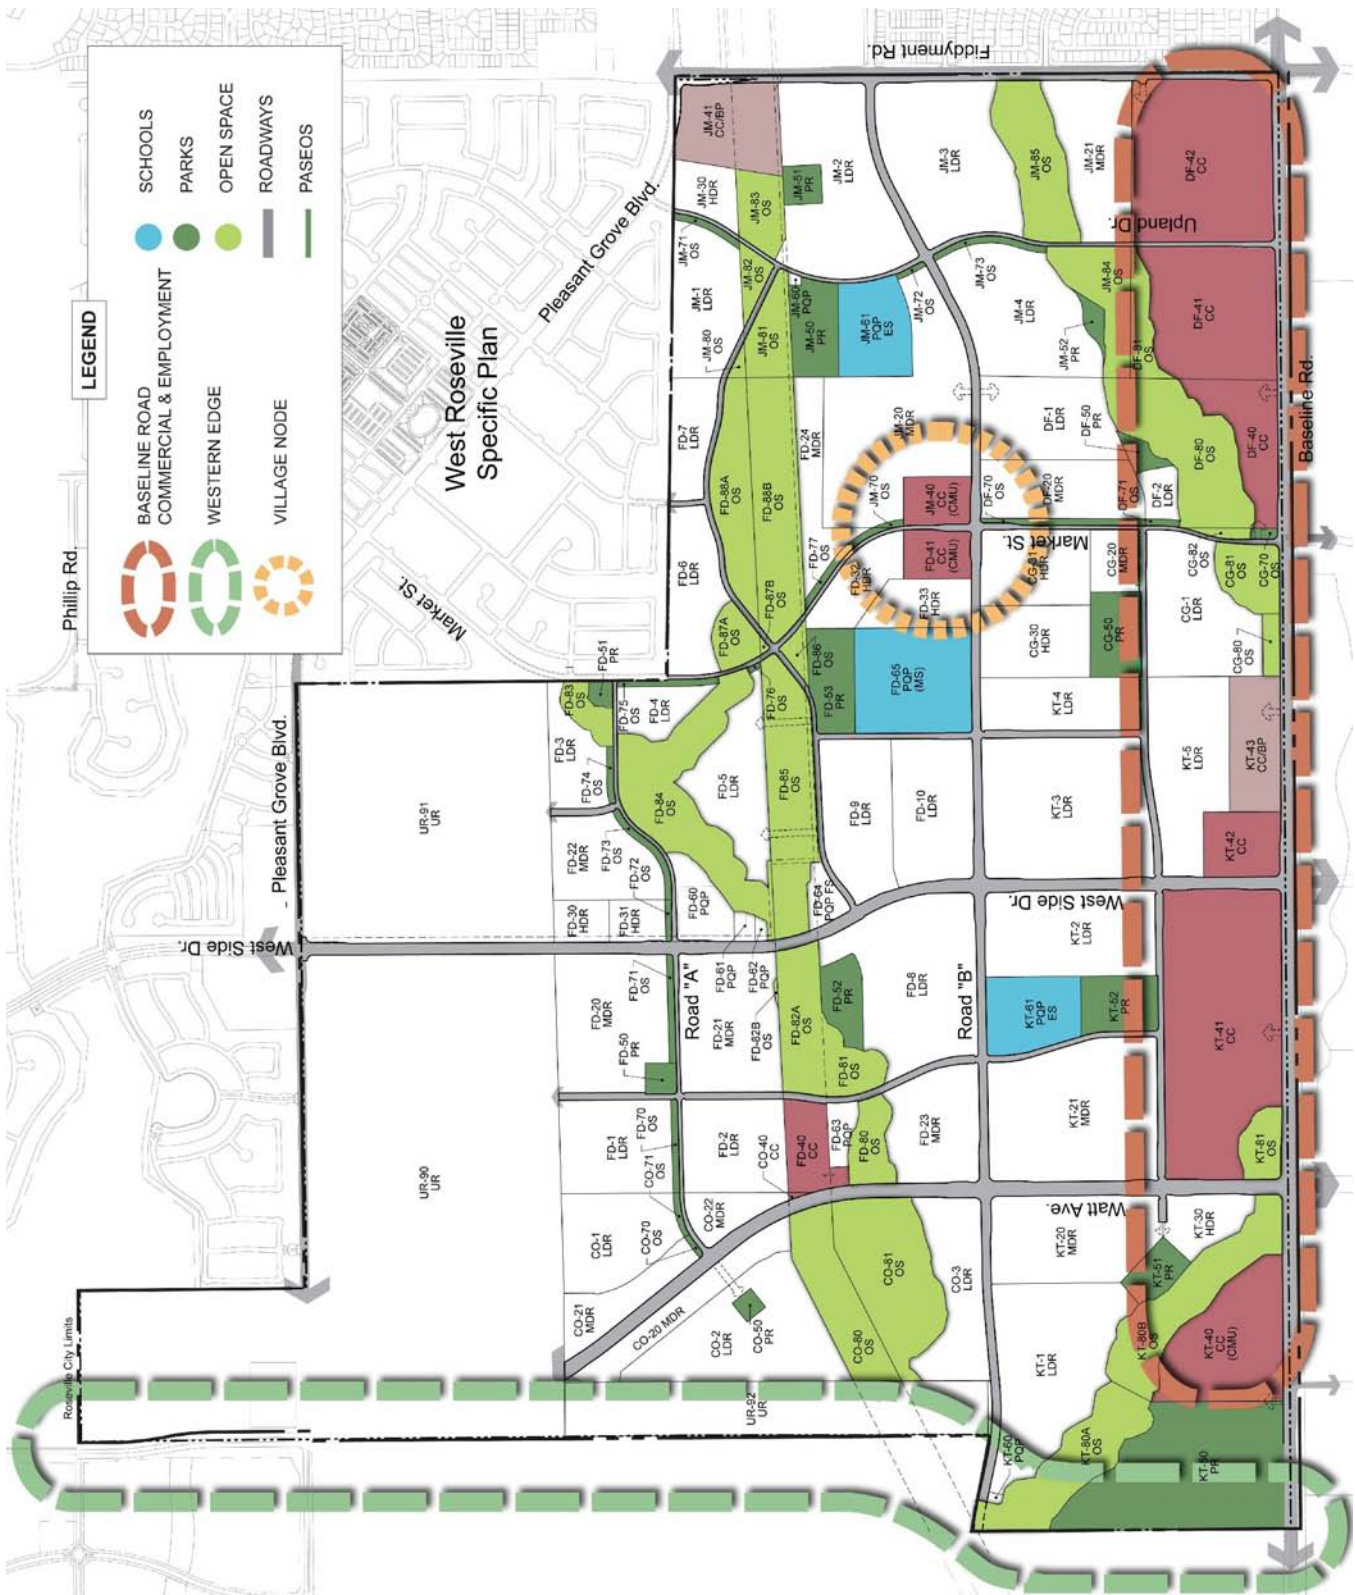 LEGEND
BASELINE ROAD
COMMERCIAL & EMPLOYMENT
WESTERN EDGE
VILLAGE NODE
SCHOOLS
PARKS
OPEN SPACE
ROADWAYS
PASEOS
Phillip Rd.
West Roseville
Specific Plan
Pleasant Grove Blvd.
Market St.
Fiddyment Rd.
Roseville City Limits
Pleasant Grove Blvd.
West Side Dr.
UR-90
UR
UR-91
UR
UR-92
UR
CO-21
MDR
CO-1
LDR
CO-70
OS
CO-71
OS
CO-22
MDR
CO-20 MDR
CO-2
LDR
CO-50
PR
CO-40
CC
CO-80
OS
CO-81
OS
CO-3
LDR
FD-1
LDR
FD-70
OS
FD-2
LDR
FD-50
PR
FD-20
MDR
FD-71
OS
Road "A"
FD-21
MDR
FD-61
PQP
FD-62
PQP
FD-82B
OS
FD-82A
OS
FD-40
CC
FD-63
PQP
FD-80
OS
FD-81
OS
FD-52
PR
FD-8
LDR
FD-23
MDR
FD-30
HDR
FD-31
HDR
FD-22
MDR
FD-72
OS
FD-73
OS
FD-74
OS
FD-3
LDR
FD-83
OS
FD-51
PR
FD-75
OS
FD-4
LDR
FD-84
OS
FD-5
LDR
FD-60
PQP
FD-64
PQP FS
FD-85
OS
FD-76
OS
FD-9
LDR
FD-10
LDR
FD-53
PR
FD-86
OS
FD-65
PQP
(MS)
FD-87A
OS
FD-87B
OS
FD-6
LDR
FD-7
LDR
FD-88A
OS
FD-88B
OS
FD-77
OS
FD-24
MDR
FD-32
HDR
FD-33
HDR
FD-41
CC
(CMU)
JM-40
CC
(CMU)
JM-70
OS
JM-20
MDR
JM-1
LDR
JM-80
OS
JM-81
OS
JM-82
OS
JM-83
OS
JM-71
OS
JM-30
HDR
JM-41
CC/BP
JM-51
PR
JM-2
LDR
JM-60
PQP
JM-50
PR
JM-61
PQP
ES
JM-72
OS
JM-73
OS
JM-3
LDR
JM-85
OS
JM-21
MDR
JM-4
LDR
JM-52
PR
JM-84
OS
Upland Dr.
DF-42
CC
DF-41
CC
DF-81
OS
DF-1
LDR
DF-50
PR
DF-80
OS
DF-40
CC
DF-70
OS
DF-20
MDR
DF-71
OS
DF-2
LDR
Market St.
CG-31
HDR
CG-20
MDR
CG-30
HDR
CG-50
PR
CG-1
LDR
CG-82
OS
CG-81
OS
CG-70
OS
CG-80
OS
Road "B"
West Side Dr.
Watt Ave.
Baseline Rd.
KT-4
LDR
KT-3
LDR
KT-5
LDR
KT-43
CC/BP
KT-42
CC
KT-2
LDR
KT-61
PQP
ES
KT-52
PR
KT-41
CC
KT-21
MDR
KT-81
OS
KT-20
MDR
KT-30
HDR
KT-51
PR
KT-1
LDR
KT-80B
OS
KT-40
CC
(CMU)
KT-80A
OS
KT-60
PQP
KT-50
PR